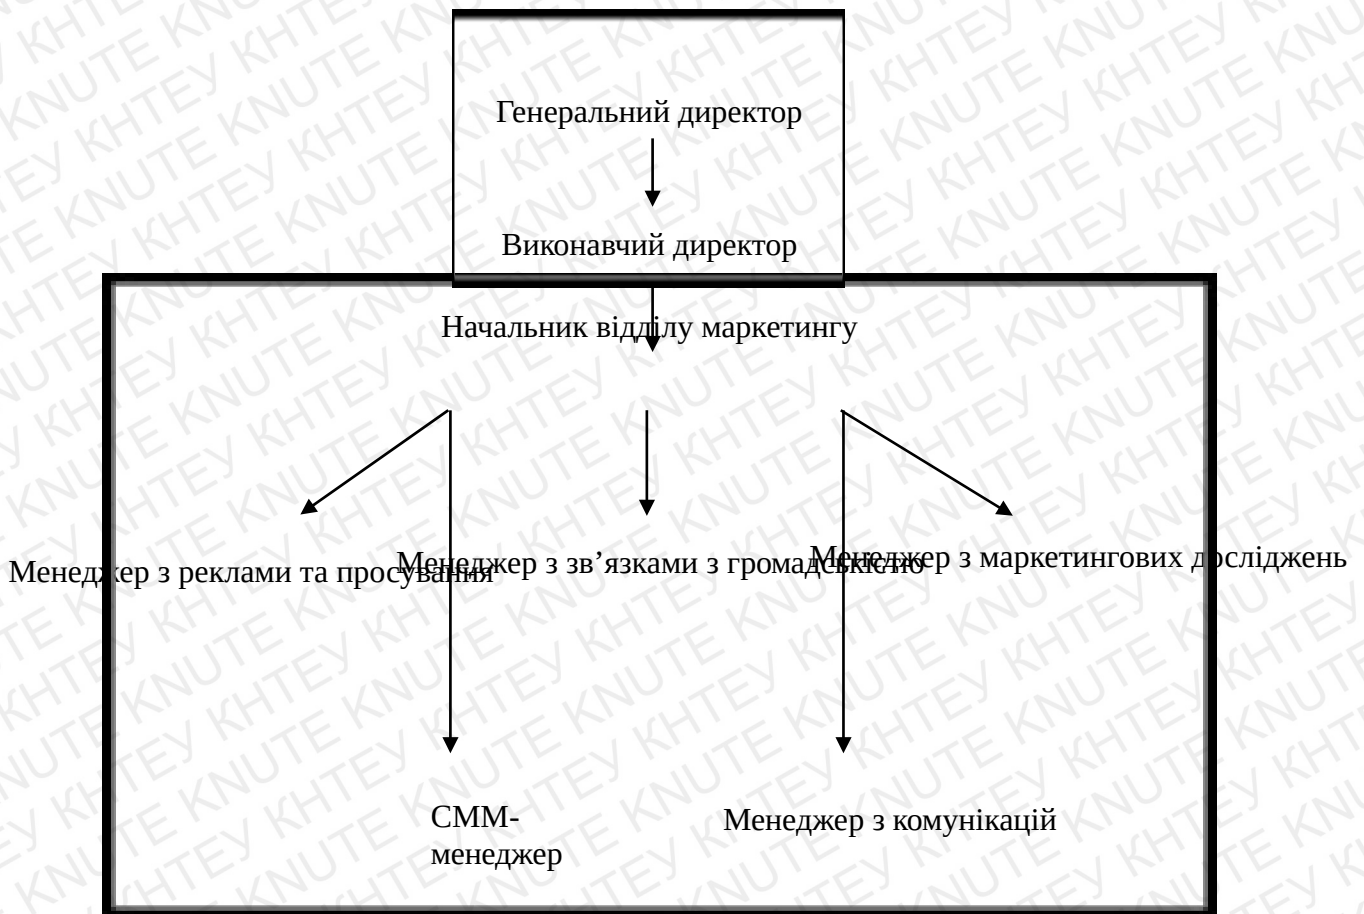 Генеральний директор
Виконавчий директор
Начальник відділу маркетингу
Менеджер з реклами та просування
Менеджер з зв’язками з громадськістю
Менеджер з маркетингових досліджень
СММ-
менеджер
Менеджер з комунікацій